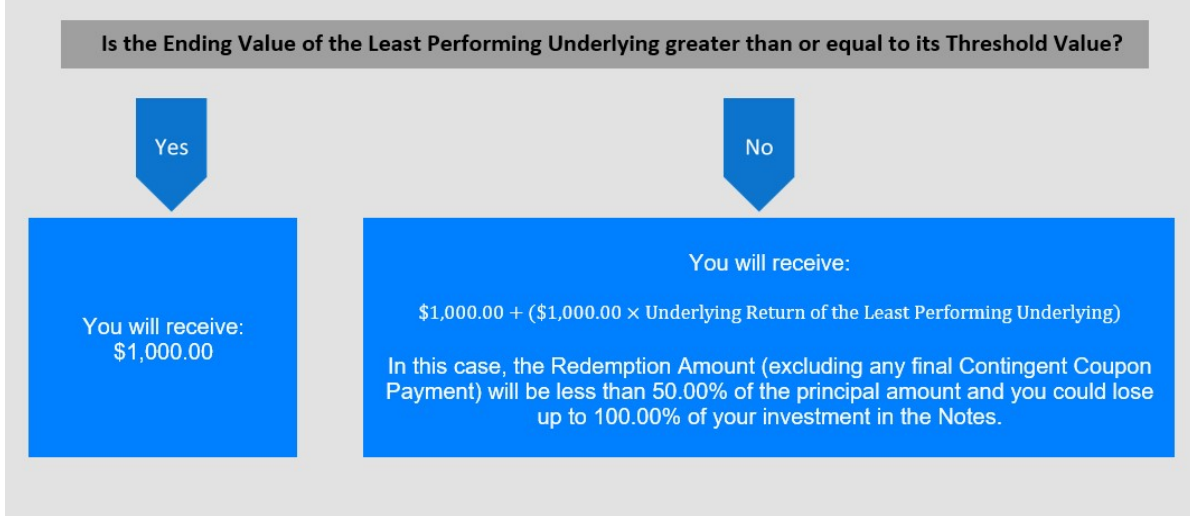 Is the Ending Value of the Least Performing Underlying greater than or equal to its Threshold Value?
Yes
No
You will receive:
$1,000.00
You will receive:
$1,000.00 + ($1,000.00 × Underlying Return of the Least Performing Underlying)
In this case, the Redemption Amount (excluding any final Contingent Coupon
Payment) will be less than 50.00% of the principal amount and you could lose
up to 100.00% of your investment in the Notes.